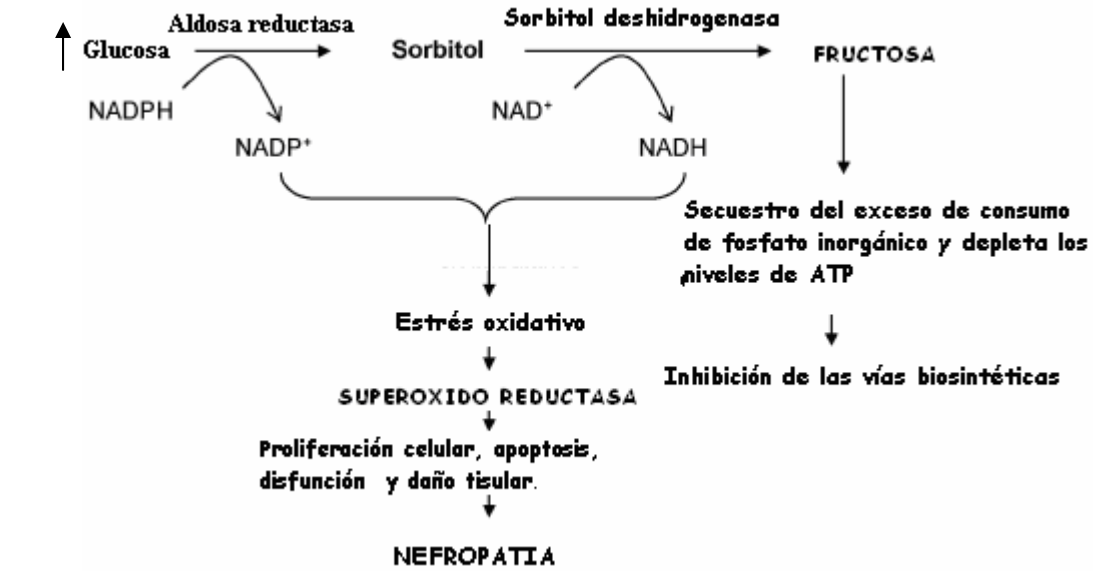 Aldosa reductasa
Sorbitol deshidrogenasa
Glucosa
Sorbitol
FRUCTOSA
NADPH
NADP⁺
NAD⁺
NADH
Secuestro del exceso de consumo
de fosfato inorgánico y depleta los
niveles de ATP
Estrés oxidativo
Inhibición de las vías biosintéticas
SUPEROXIDO REDUCTASA
Proliferación celular, apoptosis,
disfunción y daño tisular.
NEFROPATIA